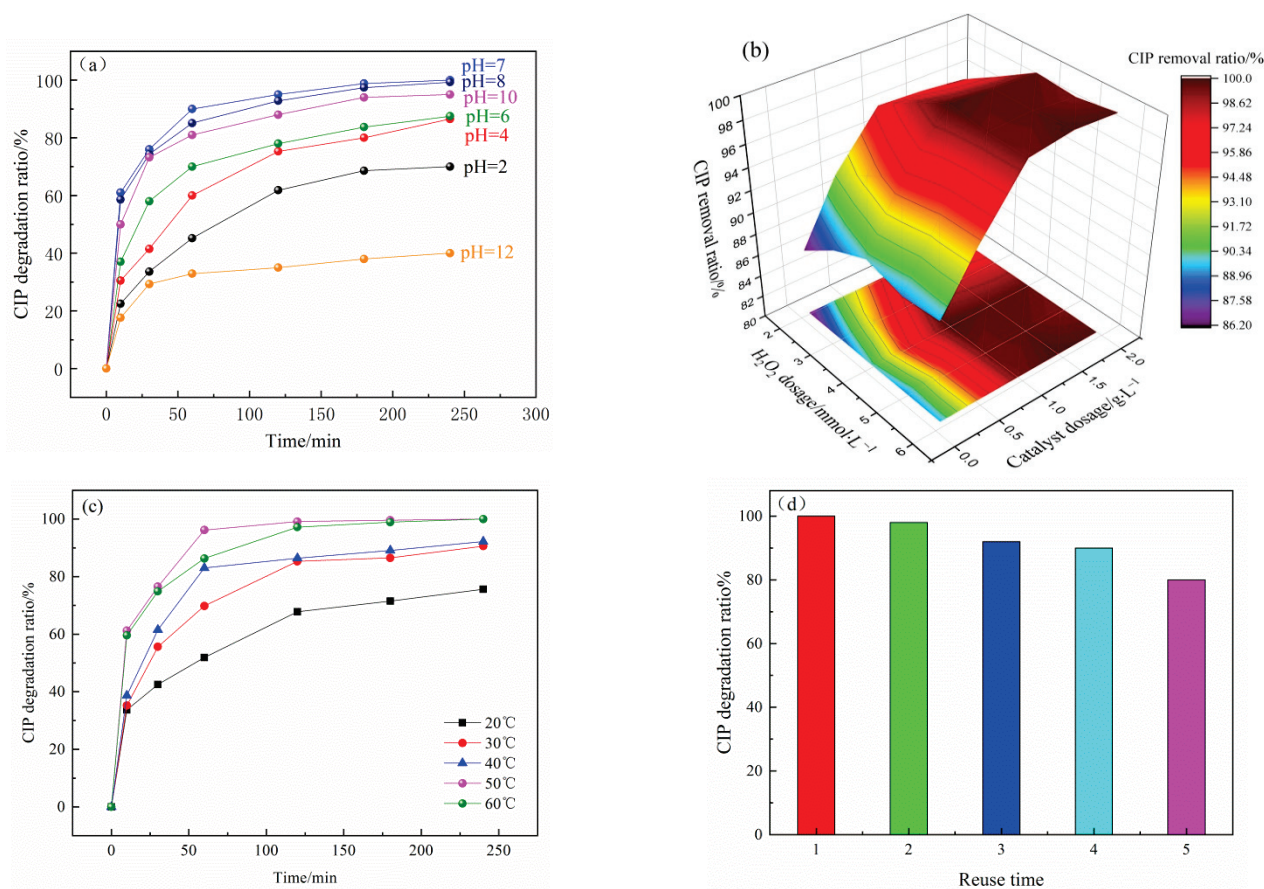 （a）
pH=7
pH=8
pH=10
pH=6
pH=4
pH=2
pH=12
CIP degradation ratio/%
100
80
60
40
20
0
0 50 100 150 200 250 300
Time/min
(b)
CIP removal ratio/%
100.0
98.62
97.24
95.86
94.48
93.10
91.72
90.34
88.96
87.58
86.20
CIP removal ratio/%
100
98
96
94
92
90
88
86
84
82
80
2 3 4 5 6
H₂O₂ dosage/mmol·L⁻¹
0.0 0.5 1.0 1.5 2.0
Catalyst dosage/g·L⁻¹
(c)
CIP degradation ratio/%
100
80
60
40
20
0
20℃
30℃
40℃
50℃
60℃
0 50 100 150 200 250
Time/min
（d）
CIP degradation ratio%
100
80
60
40
20
0
1 2 3 4 5
Reuse time